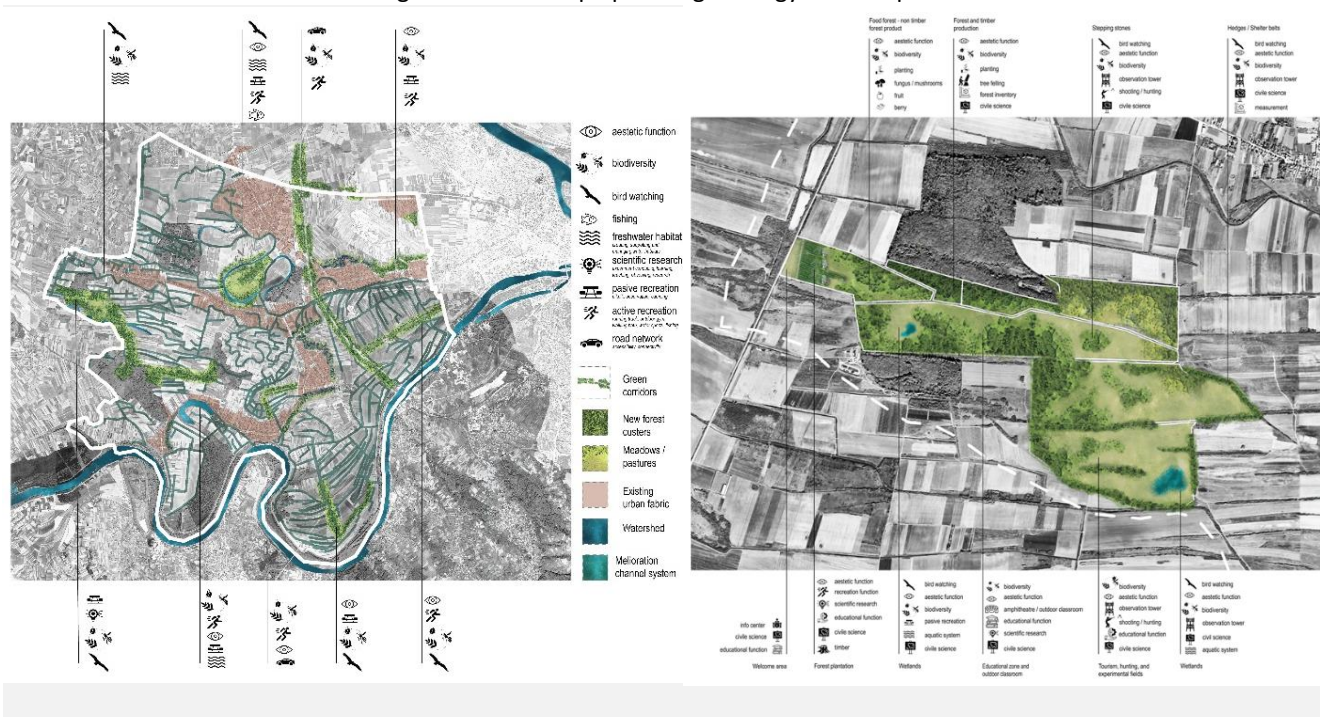 aestetic function
biodiversity
bird watching
fishing
freshwater habitat
scientific research
pasive recreation
active recreation
road network
Green
corridors
New forest
custers
Meadows /
pastures
Existing
urban fabric
Watershed
Melioration
channel system
Food forest - non timber
forest product
aestetic function
biodiversity
planting
fungus / mushrooms
fruit
berry
Forest and timber
production
aestetic function
biodiversity
planting
tree felling
forest inventory
civile science
Stepping stones
bird watching
aestetic function
biodiversity
observation tower
shooting / hunting
civile science
Hedges / Shelter belts
bird watching
aestetic function
biodiversity
observation tower
civile science
measurement
info center
civile science
educational function
Welcome area
aestetic function
recreation function
scientific research
educational function
civile science
timber
Forest plantation
bird watching
aestetic function
biodiversity
pasive recreation
aquatic system
civile science
Wetlands
biodiversity
aestetic function
amphitheatre / outdoor classroom
educational function
scientific research
civile science
Educational zone and
outdoor classroom
biodiversity
aestetic function
observation tower
shooting / hunting
educational function
civile science
Tourism, hunting, and
experimental fields
bird watching
aestetic function
biodiversity
observation tower
civil science
aquatic system
Wetlands